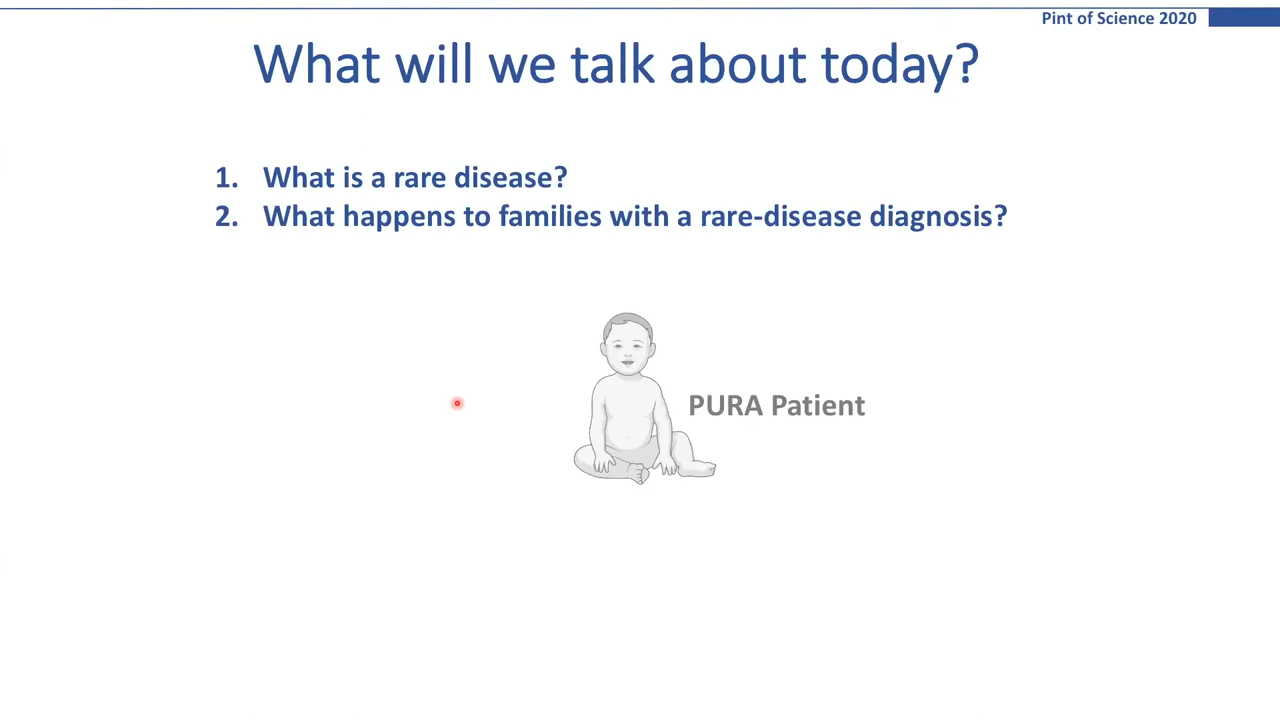 Pint of Science 2020
What will we talk about today?
1. What is a rare disease?
2. What happens to families with a rare-disease diagnosis?
PURA Patient